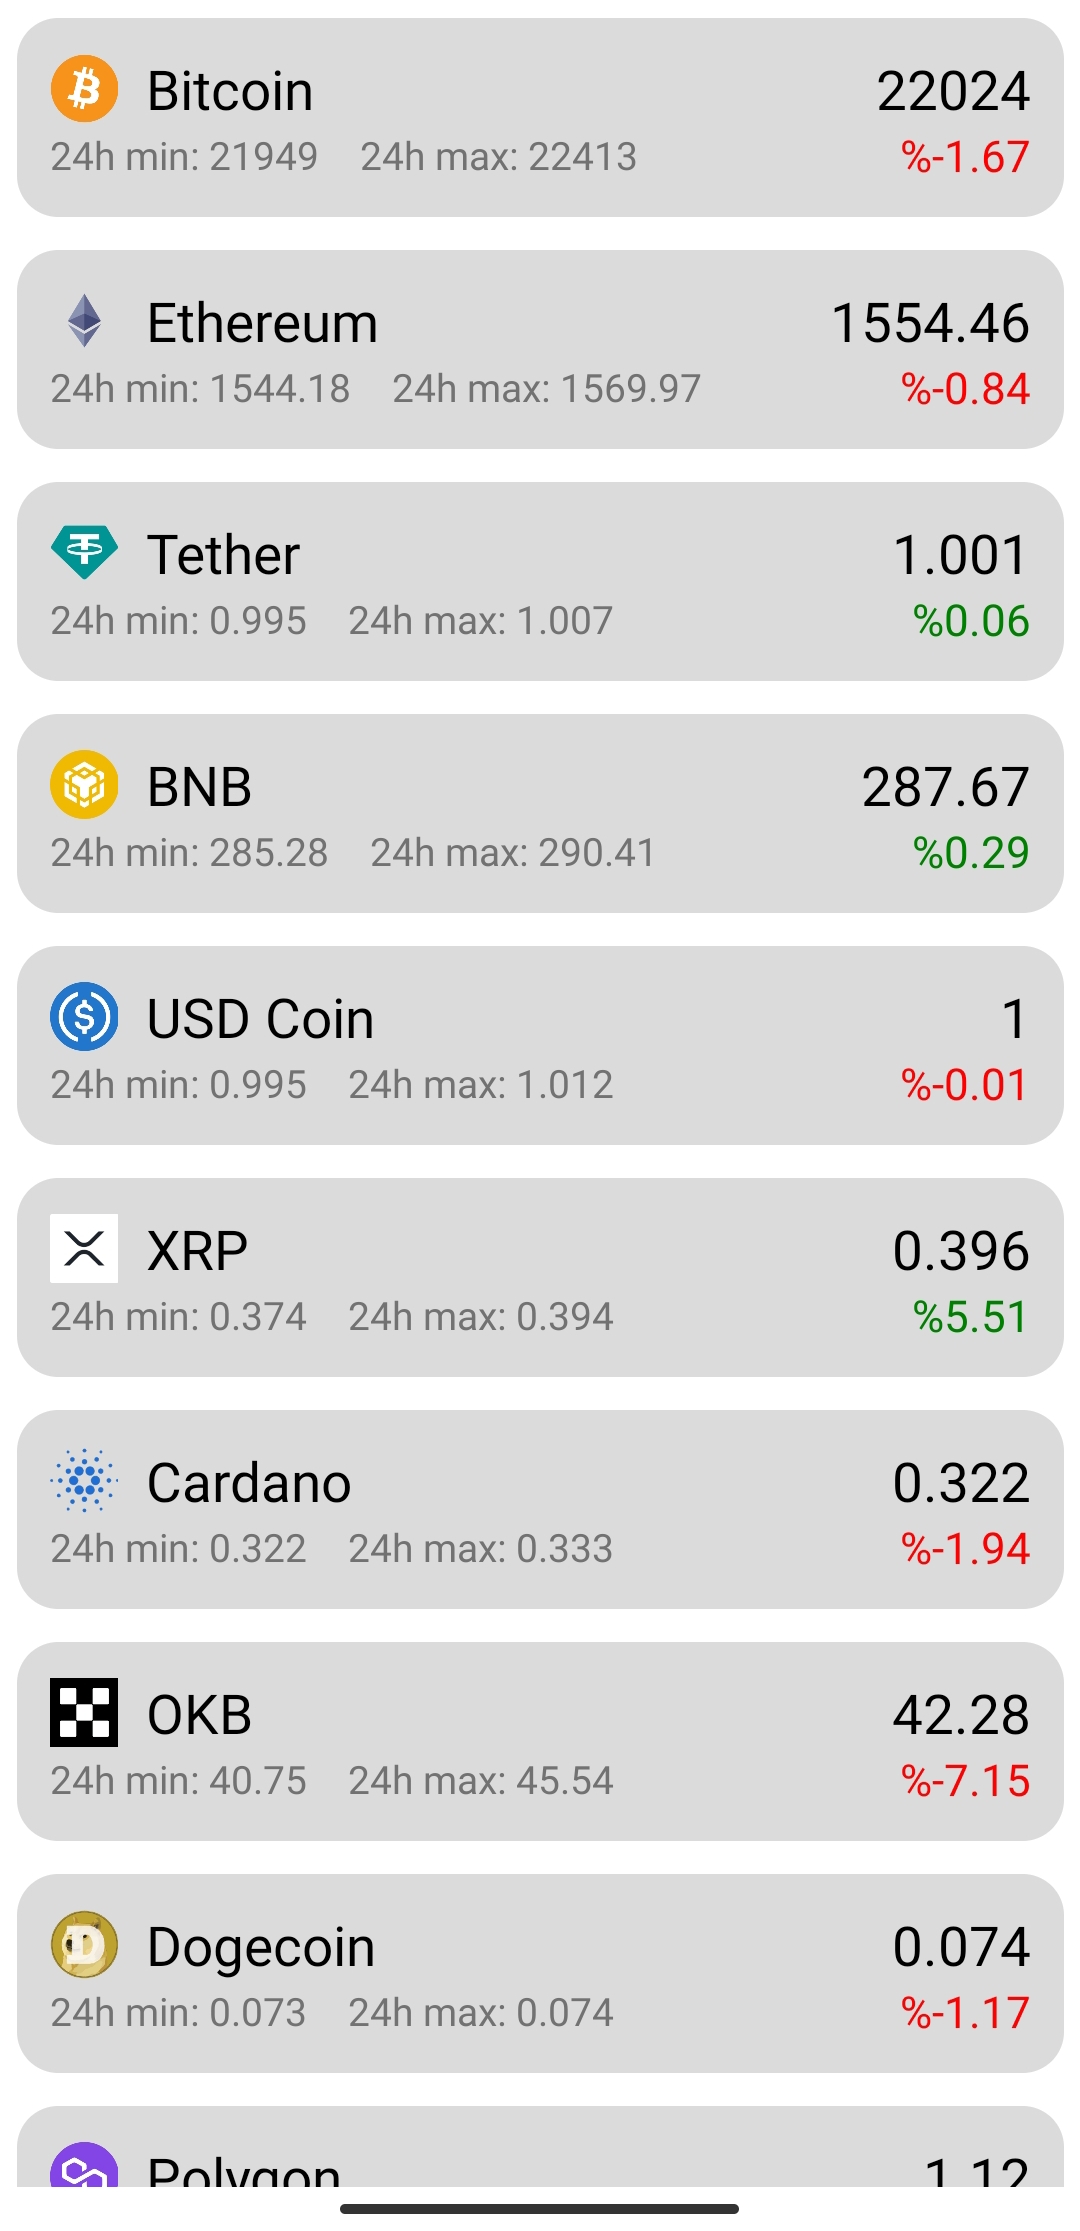 Bitcoin 22024
24h min: 21949 24h max: 22413 %-1.67
Ethereum 1554.46
24h min: 1544.18 24h max: 1569.97 %-0.84
Tether 1.001
24h min: 0.995 24h max: 1.007 %0.06
BNB 287.67
24h min: 285.28 24h max: 290.41 %0.29
USD Coin 1
24h min: 0.995 24h max: 1.012 %-0.01
XRP 0.396
24h min: 0.374 24h max: 0.394 %5.51
Cardano 0.322
24h min: 0.322 24h max: 0.333 %-1.94
OKB 42.28
24h min: 40.75 24h max: 45.54 %-7.15
Dogecoin 0.074
24h min: 0.073 24h max: 0.074 %-1.17
Polygon 1.12